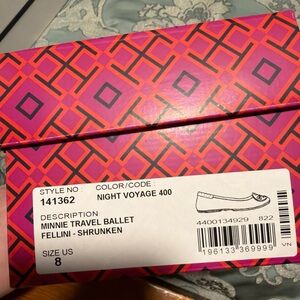 STYLE NO :
141362
COLOR/CODE :
NIGHT VOYAGE 400
DESCRIPTION
MINNIE TRAVEL BALLET
FELLINI - SHRUNKEN
SIZE US
8
4400134929 822
196133369999
VN